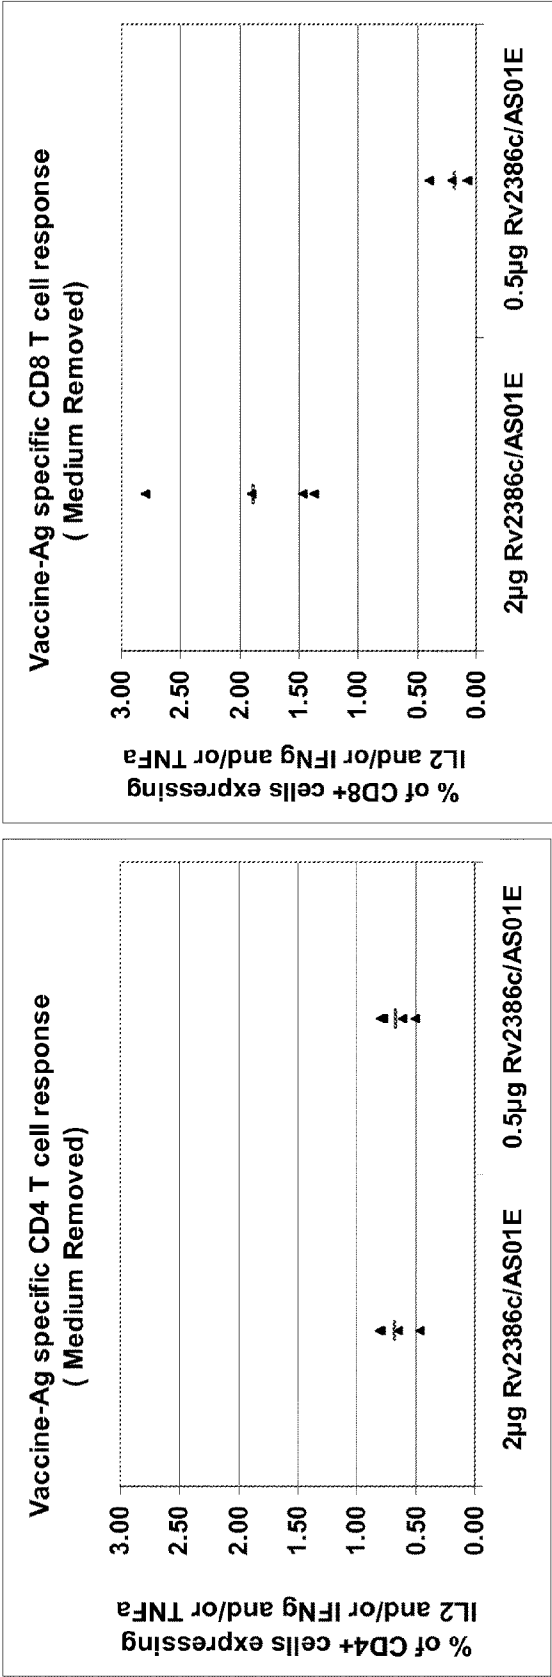 Vaccine-Ag specific CD4 T cell response
( Medium Removed)
% of CD4+ cells expressing
IL2 and/or IFNg and/or TNFa
3.00
2.50
2.00
1.50
1.00
0.50
0.00
2µg Rv2386c/AS01E
0.5µg Rv2386c/AS01E
Vaccine-Ag specific CD8 T cell response
( Medium Removed)
% of CD8+ cells expressing
IL2 and/or IFNg and/or TNFa
3.00
2.50
2.00
1.50
1.00
0.50
0.00
2µg Rv2386c/AS01E
0.5µg Rv2386c/AS01E